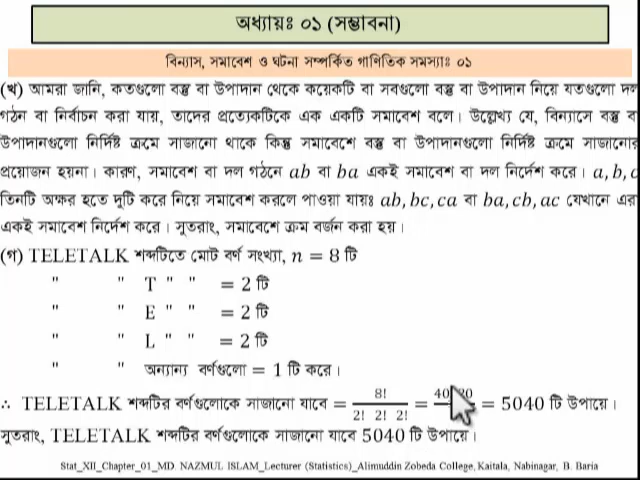 অধ্যায়ঃ ০১ (সম্ভাবনা)
বিন্যাস, সমাবেশ ও ঘটনা সম্পর্কিত গাণিতিক সমস্যাঃ ০১
(খ) আমরা জানি, কতগুলো বস্তু বা উপাদান থেকে কয়েকটি বা সবগুলো বস্তু বা উপাদান নিয়ে যতগুলো দল
গঠন বা নির্বাচন করা যায়, তাদের প্রত্যেকটিকে এক একটি সমাবেশ বলে। উল্লেখ্য যে, বিন্যাসে বস্তু ব
উপাদানগুলো নির্দিষ্ট ক্রমে সাজানো থাকে কিন্তু সমাবেশে বস্তু বা উপাদানগুলো নির্দিষ্ট ক্রমে সাজানোর
প্রয়োজন হয়না। কারণ, সমাবেশ বা দল গঠনে ab বা ba একই সমাবেশ বা দল নির্দেশ করে। a, b, c
তিনটি অক্ষর হতে দুটি করে নিয়ে সমাবেশ করলে পাওয়া যায়ঃ ab, bc, ca বা ba, cb, ac যেখানে এর
একই সমাবেশ নির্দেশ করে। সুতরাং, সমাবেশে ক্রম বর্জন করা হয়।
(গ) TELETALK শব্দটিতে মোট বর্ণ সংখ্যা, n = 8 টি
" " T " " = 2 টি
" " E " " = 2 টি
" " L " " = 2 টি
" " অন্যান্য বর্ণগুলো = 1 টি করে।
∴ TELETALK শব্দটির বর্ণগুলোকে সাজানো যাবে = 8!/(2! 2! 2!) = = 5040 টি উপায়ে।
সুতরাং, TELETALK শব্দটির বর্ণগুলোকে সাজানো যাবে 5040 টি উপায়ে।
Stat_XII_Chapter_01_MD. NAZMUL ISLAM_Lecturer (Statistics)_Alimuddin Zobeda College, Kaitala, Nabinagar, B. Baria